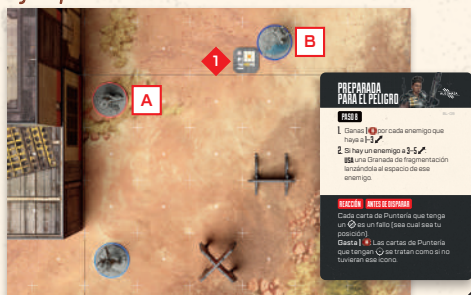 1
B
A
PREPARADA
PARA EL PELIGRO
PASO 8
1. Ganas 1 por cada enemigo que
haya a 1-3
2. Si hay un enemigo a 3-5
USA una Granada de fragmentación
lanzándola al espacio de ese
enemigo.
REACCIÓN ANTES DE DISPARAR
Cada carta de Puntería que tenga
un es un fallo (sea cual sea tu
posición).
Gasta 1 : Las cartas de Puntería
que tengan se tratan como si no
tuvieran ese icono.